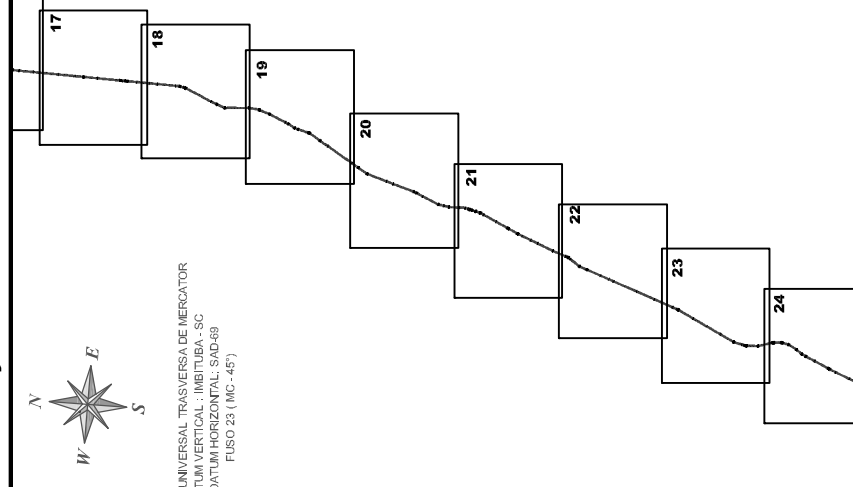 17
18
19
20
21
22
23
24
N
E
W
S
UNIVERSAL TRASVERSA DE MERCATOR
TUM VERTICAL : IMBITUBA - SC
DATUM HORIZONTAL: SAD-69
FUSO 23 ( MC - 45°)